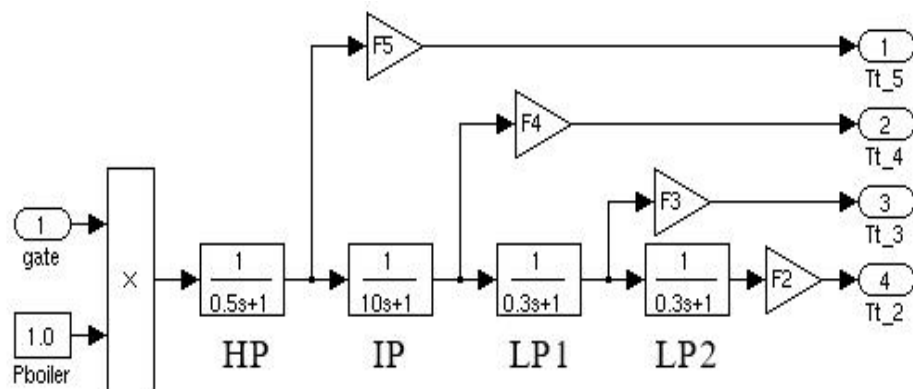 F5
1
Tt_5
F4
2
Tt_4
F3
3
Tt_3
1
gate
×
1
0.5s+1
1
10s+1
1
0.3s+1
1
0.3s+1
F2
4
Tt_2
1.0
Pboiler
HP
IP
LP1
LP2